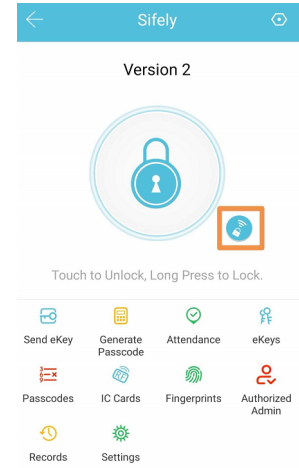 Sifely
Version 2
Touch to Unlock, Long Press to Lock.
Send eKey
Generate
Passcode
Attendance
eKeys
Passcodes
IC Cards
Fingerprints
Authorized
Admin
Records
Settings